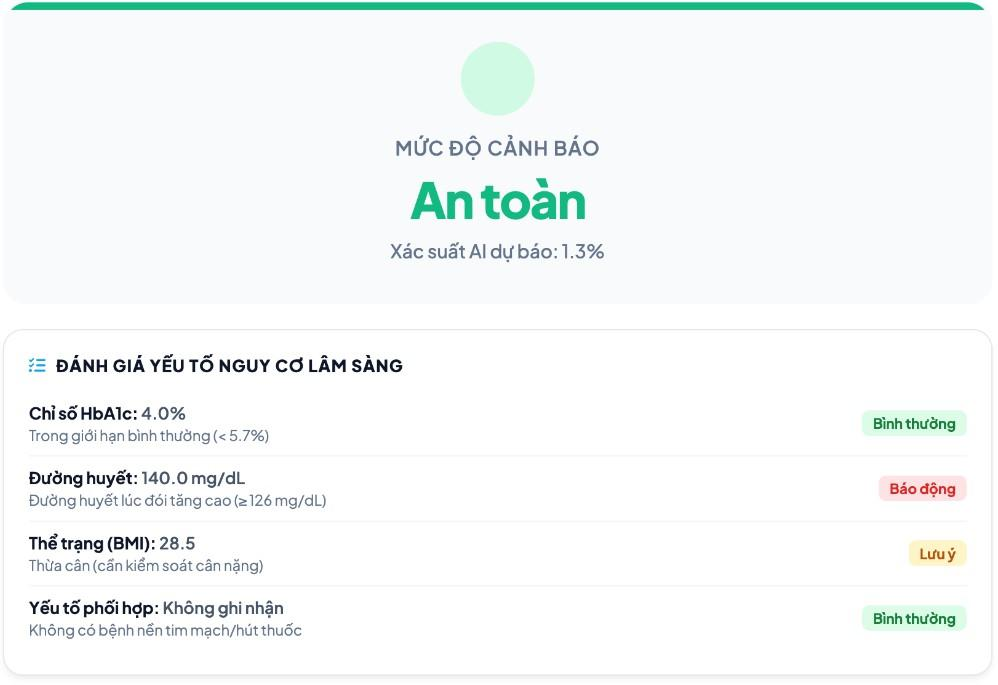 MỨC ĐỘ CẢNH BÁO
An toàn
Xác suất AI dự báo: 1.3%
ĐÁNH GIÁ YẾU TỐ NGUY CƠ LÂM SÀNG
Chỉ số HbA1c: 4.0%
Trong giới hạn bình thường (< 5.7%)
Bình thường
Đường huyết: 140.0 mg/dL
Đường huyết lúc đói tăng cao (≥ 126 mg/dL)
Báo động
Thể trạng (BMI): 28.5
Thừa cân (cần kiểm soát cân nặng)
Lưu ý
Yếu tố phối hợp: Không ghi nhận
Không có bệnh nền tim mạch/hút thuốc
Bình thường